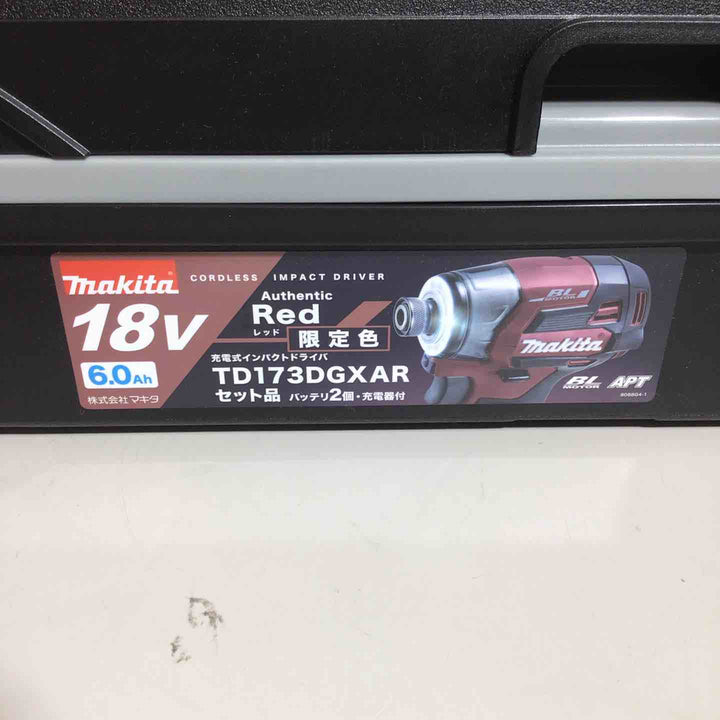 makita
CORDLESS IMPACT DRIVER
18V
Authentic
Red
レッド
限定色
6.0Ah
充電式インパクトドライバ
TD173DGXAR
株式会社マキタ
セット品 バッテリ2個・充電器付
BL
MOTOR
makita
BL
MOTOR
APT